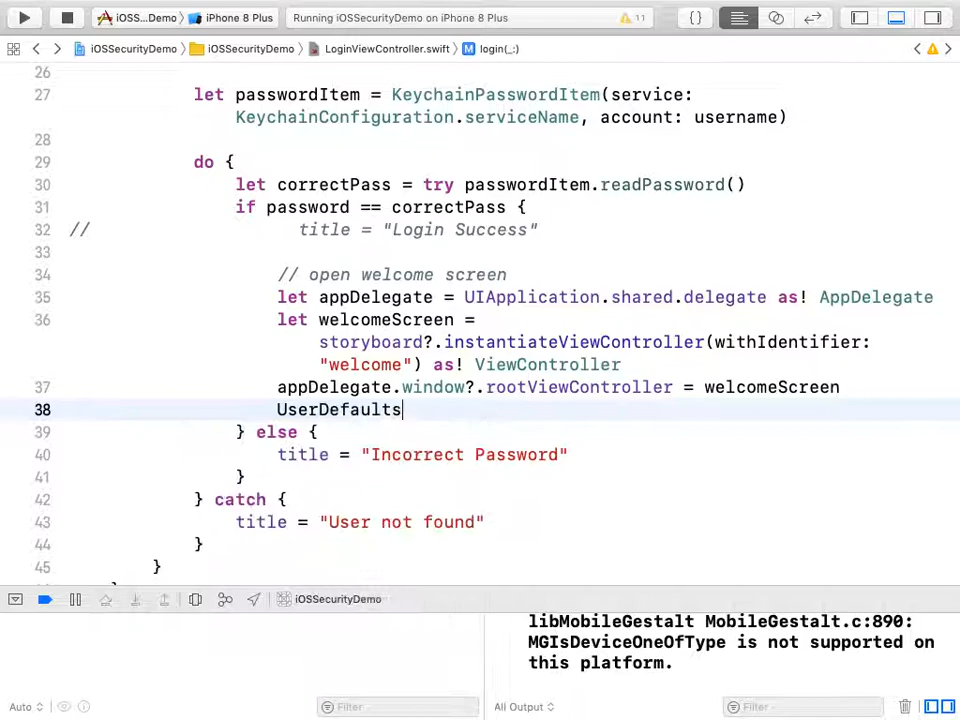 iOSS...Demo 〉 iPhone 8 Plus Running iOSSecurityDemo on iPhone 8 Plus 11
iOSSecurityDemo 〉 iOSSecurityDemo 〉 LoginViewController.swift 〉 M login(_:)
26
27 let passwordItem = KeychainPasswordItem(service:
KeychainConfiguration.serviceName, account: username)
28
29 do {
30 let correctPass = try passwordItem.readPassword()
31 if password == correctPass {
32 // title = "Login Success"
33
34 // open welcome screen
35 let appDelegate = UIApplication.shared.delegate as! AppDelegate
36 let welcomeScreen =
storyboard?.instantiateViewController(withIdentifier:
"welcome") as! ViewController
37 appDelegate.window?.rootViewController = welcomeScreen
38 UserDefaults
39 } else {
40 title = "Incorrect Password"
41 }
42 } catch {
43 title = "User not found"
44 }
45 }
iOSSecurityDemo
libMobileGestalt MobileGestalt.c:890:
MGIsDeviceOneOfType is not supported on
this platform.
Auto Filter All Output Filter